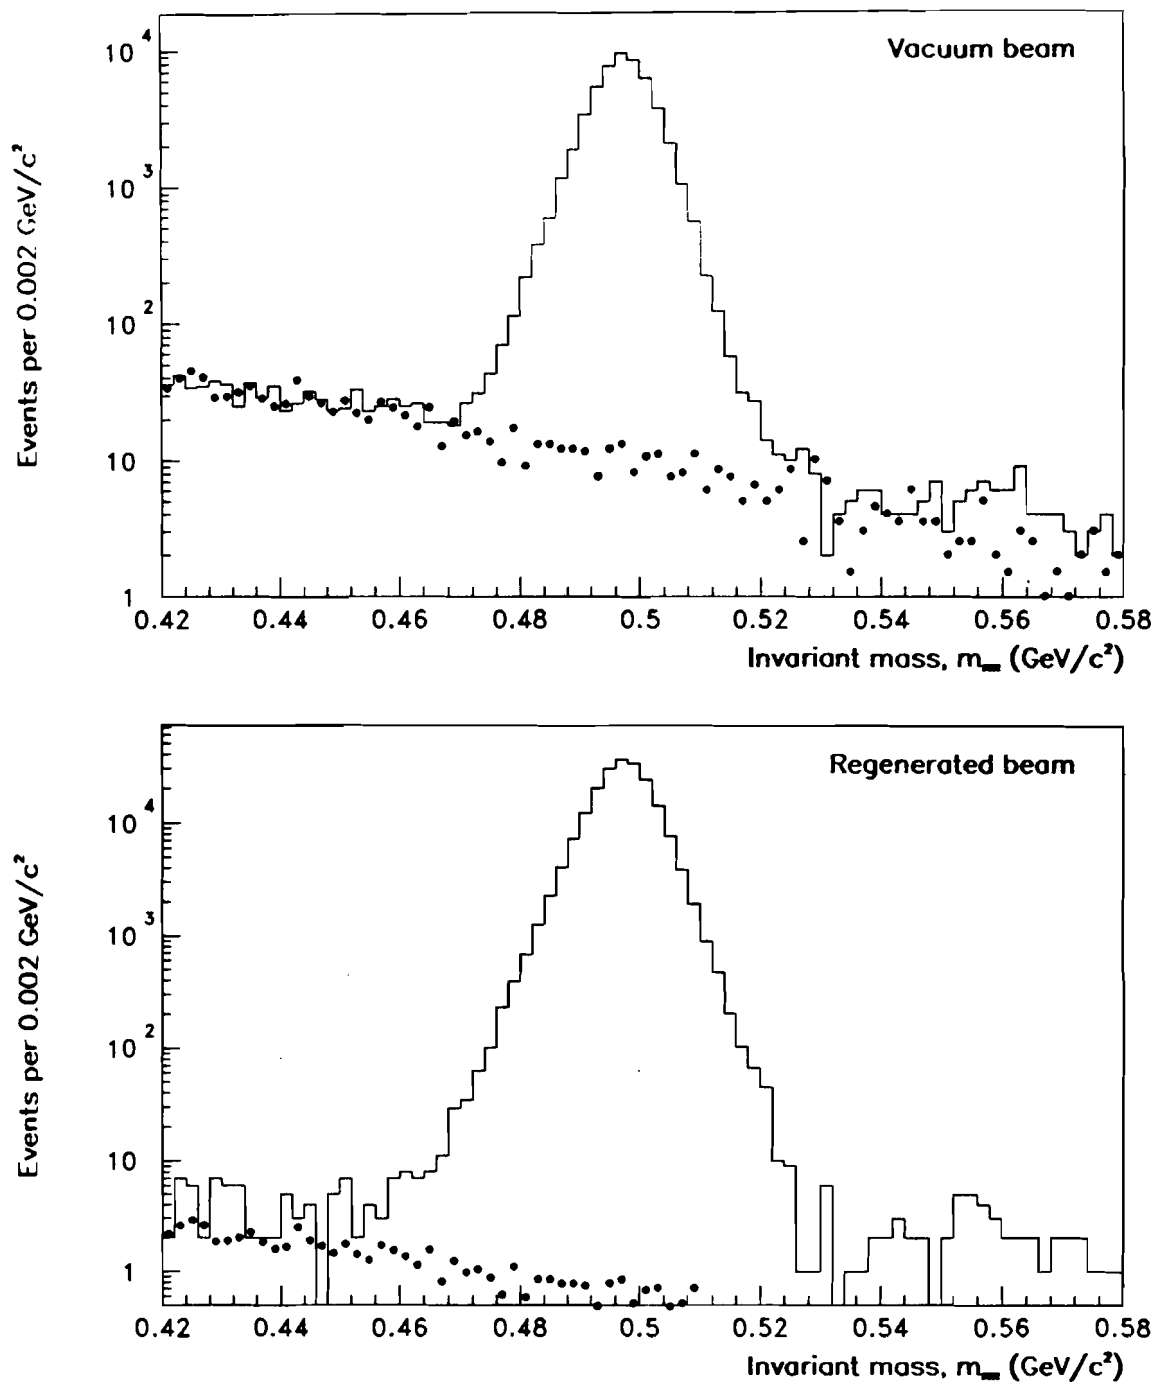 Vacuum beam
Events per 0.002 GeV/c²
10⁴
10³
10²
10
1
0.42 0.44 0.46 0.48 0.5 0.52 0.54 0.56 0.58
Invariant mass, m (GeV/c²)
Regenerated beam
Events per 0.002 GeV/c²
10⁴
10³
10²
10
1
0.42 0.44 0.46 0.48 0.5 0.52 0.54 0.56 0.58
Invariant mass, m (GeV/c²)